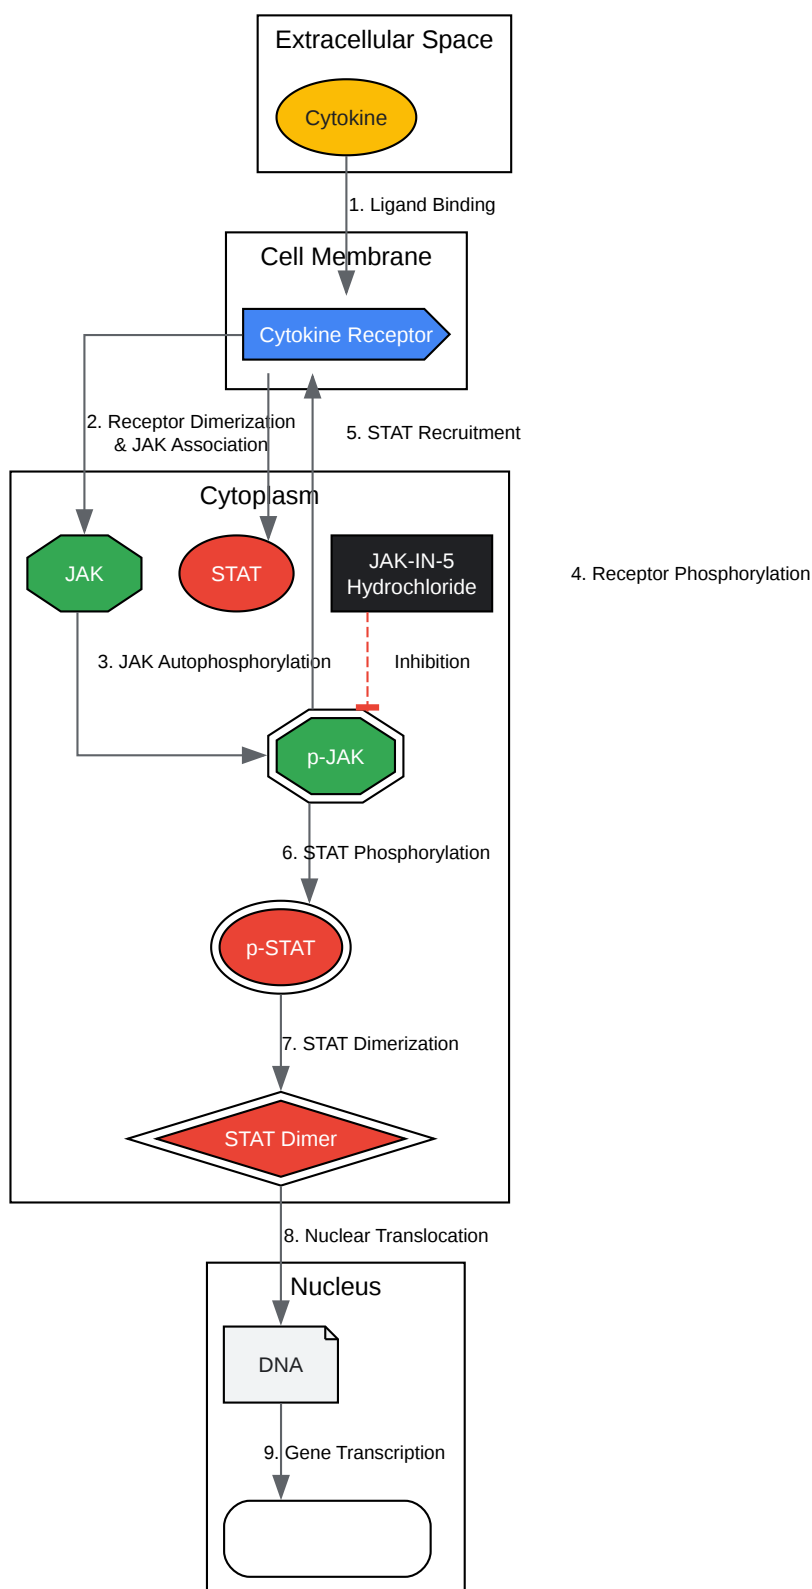 Extracellular Space
Cytokine
1. Ligand Binding
Cell Membrane
Cytokine Receptor
2. Receptor Dimerization
& JAK Association
5. STAT Recruitment
Cytoplasm
JAK
STAT
JAK-IN-5
Hydrochloride
4. Receptor Phosphorylation
3. JAK Autophosphorylation
Inhibition
p-JAK
6. STAT Phosphorylation
p-STAT
7. STAT Dimerization
STAT Dimer
8. Nuclear Translocation
Nucleus
DNA
9. Gene Transcription